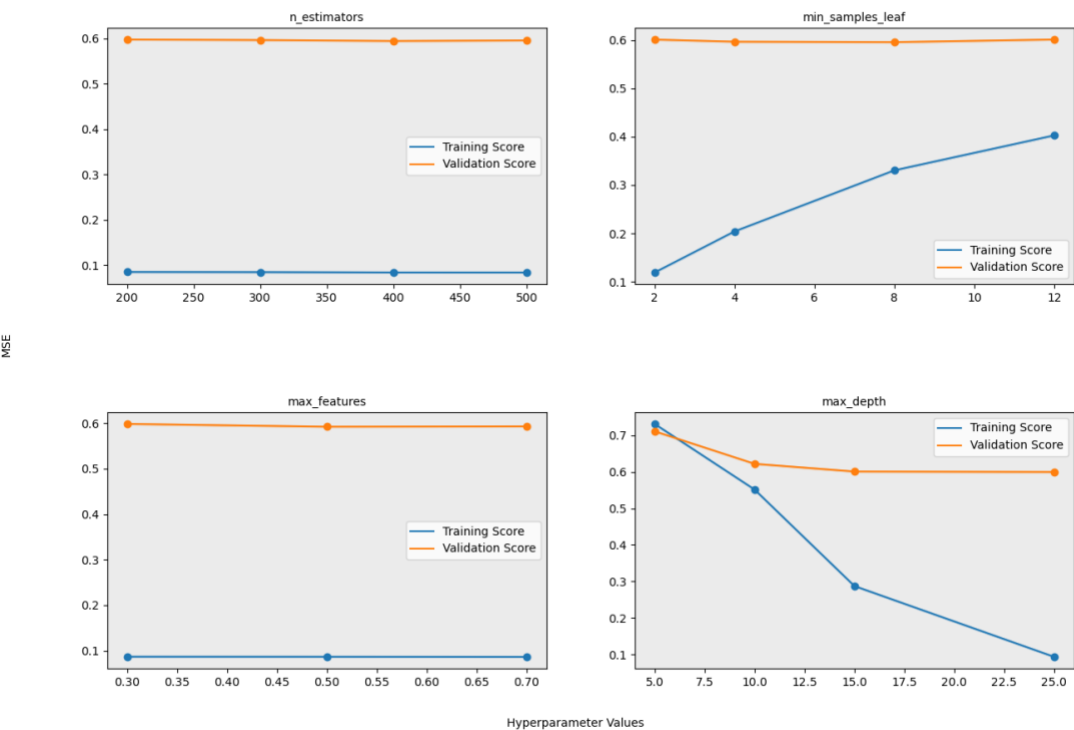 n_estimators
0.6
0.5
0.4
0.3
0.2
0.1
Training Score
Validation Score
200 250 300 350 400 450 500
min_samples_leaf
0.6
0.5
0.4
0.3
0.2
0.1
Training Score
Validation Score
2 4 6 8 10 12
MSE
max_features
0.6
0.5
0.4
0.3
0.2
0.1
Training Score
Validation Score
0.30 0.35 0.40 0.45 0.50 0.55 0.60 0.65 0.70
max_depth
Training Score
Validation Score
0.7
0.6
0.5
0.4
0.3
0.2
0.1
5.0 7.5 10.0 12.5 15.0 17.5 20.0 22.5 25.0
Hyperparameter Values